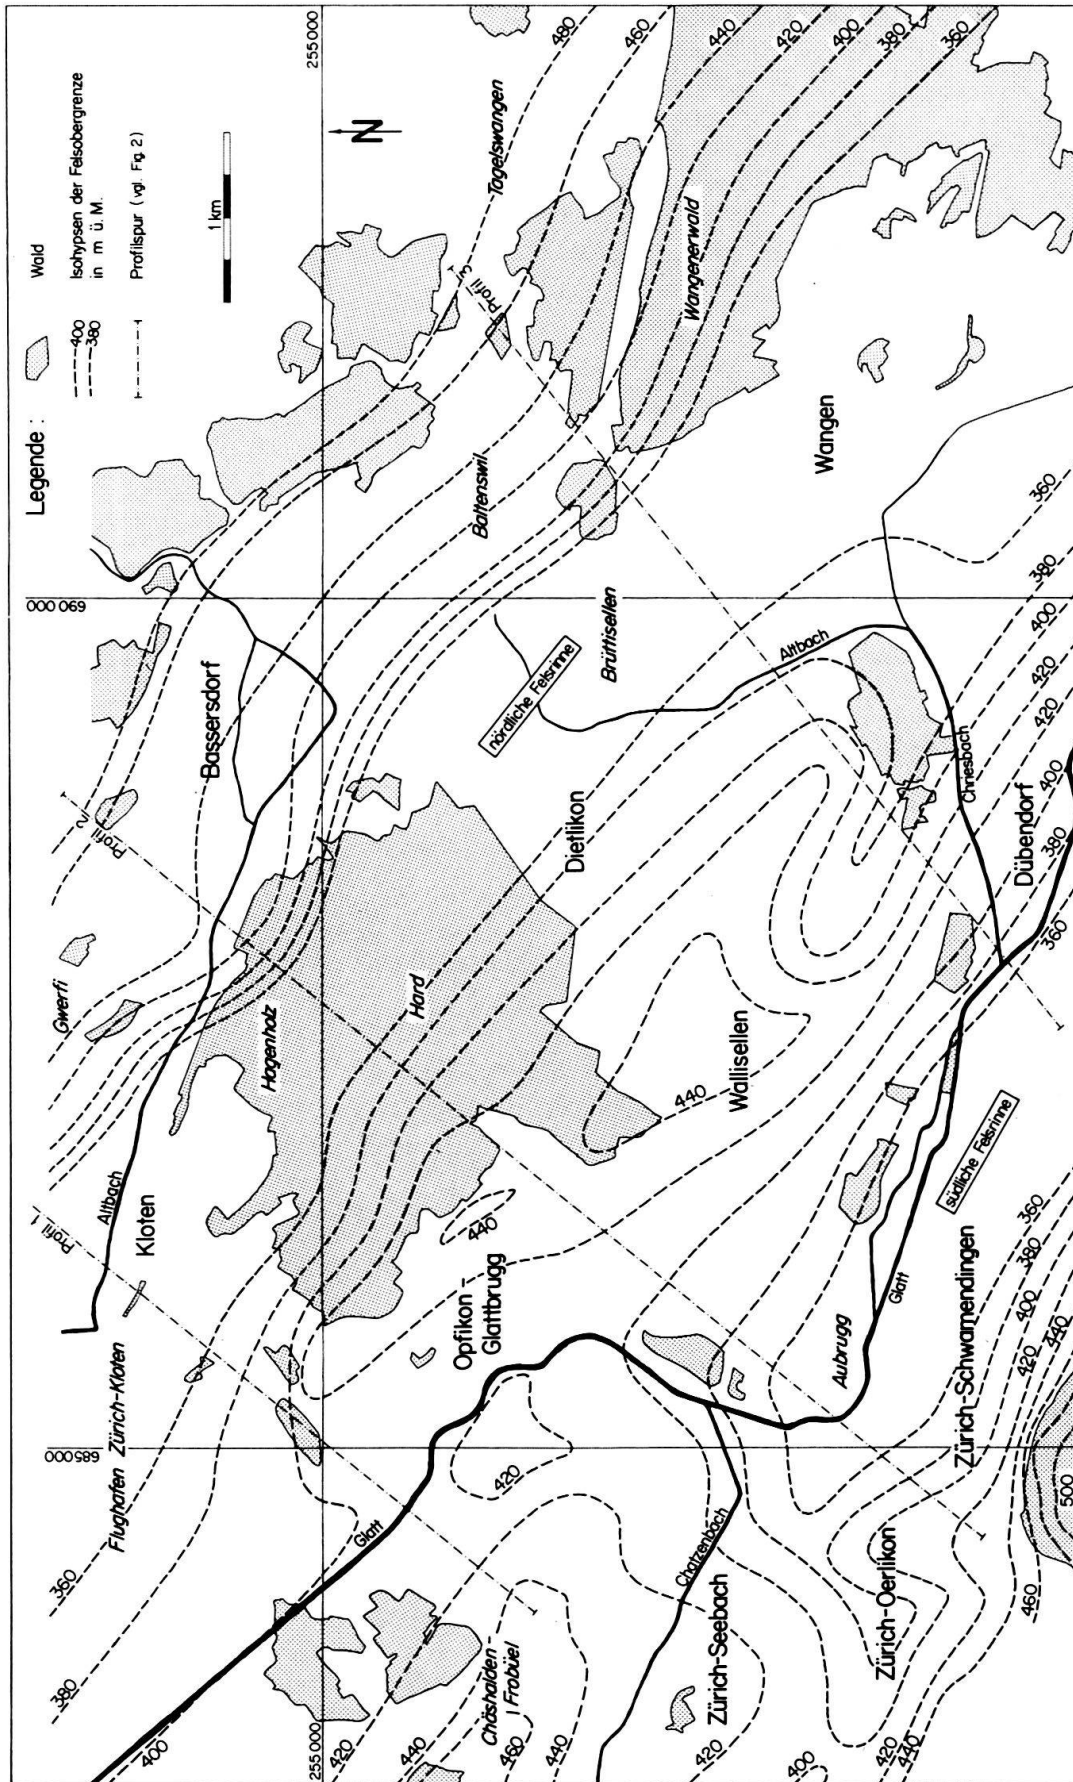 Legende :
Wald
400
380
Isohypsen der Felsobergrenze
in m ü. M.
Profilspur (vgl. Fig. 2)
1 km
N
255 000
255 000
685 000
690 000
Profil 1
Profil 2
Profil 3
Flughafen Zürich-Kloten
Kloten
Altbach
Gwerfi
Bassersdorf
Hagenholz
Hard
Opfikon-
Glattbrugg
Glatt
Chäshalden-
Frobüel
Baltenswil
Tagelswangen
nördliche Felsrinne
Brüttisellen
Dietlikon
Wangenerwald
Wangen
Altbach
Wallisellen
Chriesbach
Dübendorf
Aubrugg
Glatt
südliche Felsrinne
Chatzenbach
Zürich-Seebach
Zürich-Oerlikon
Zürich-Schwamendingen
360
380
400
420
440
460
440
420
440
440
480
460
440
420
400
380
360
360
380
400
420
420
400
380
360
360
380
400
420
440
460
500
420
400
420
440